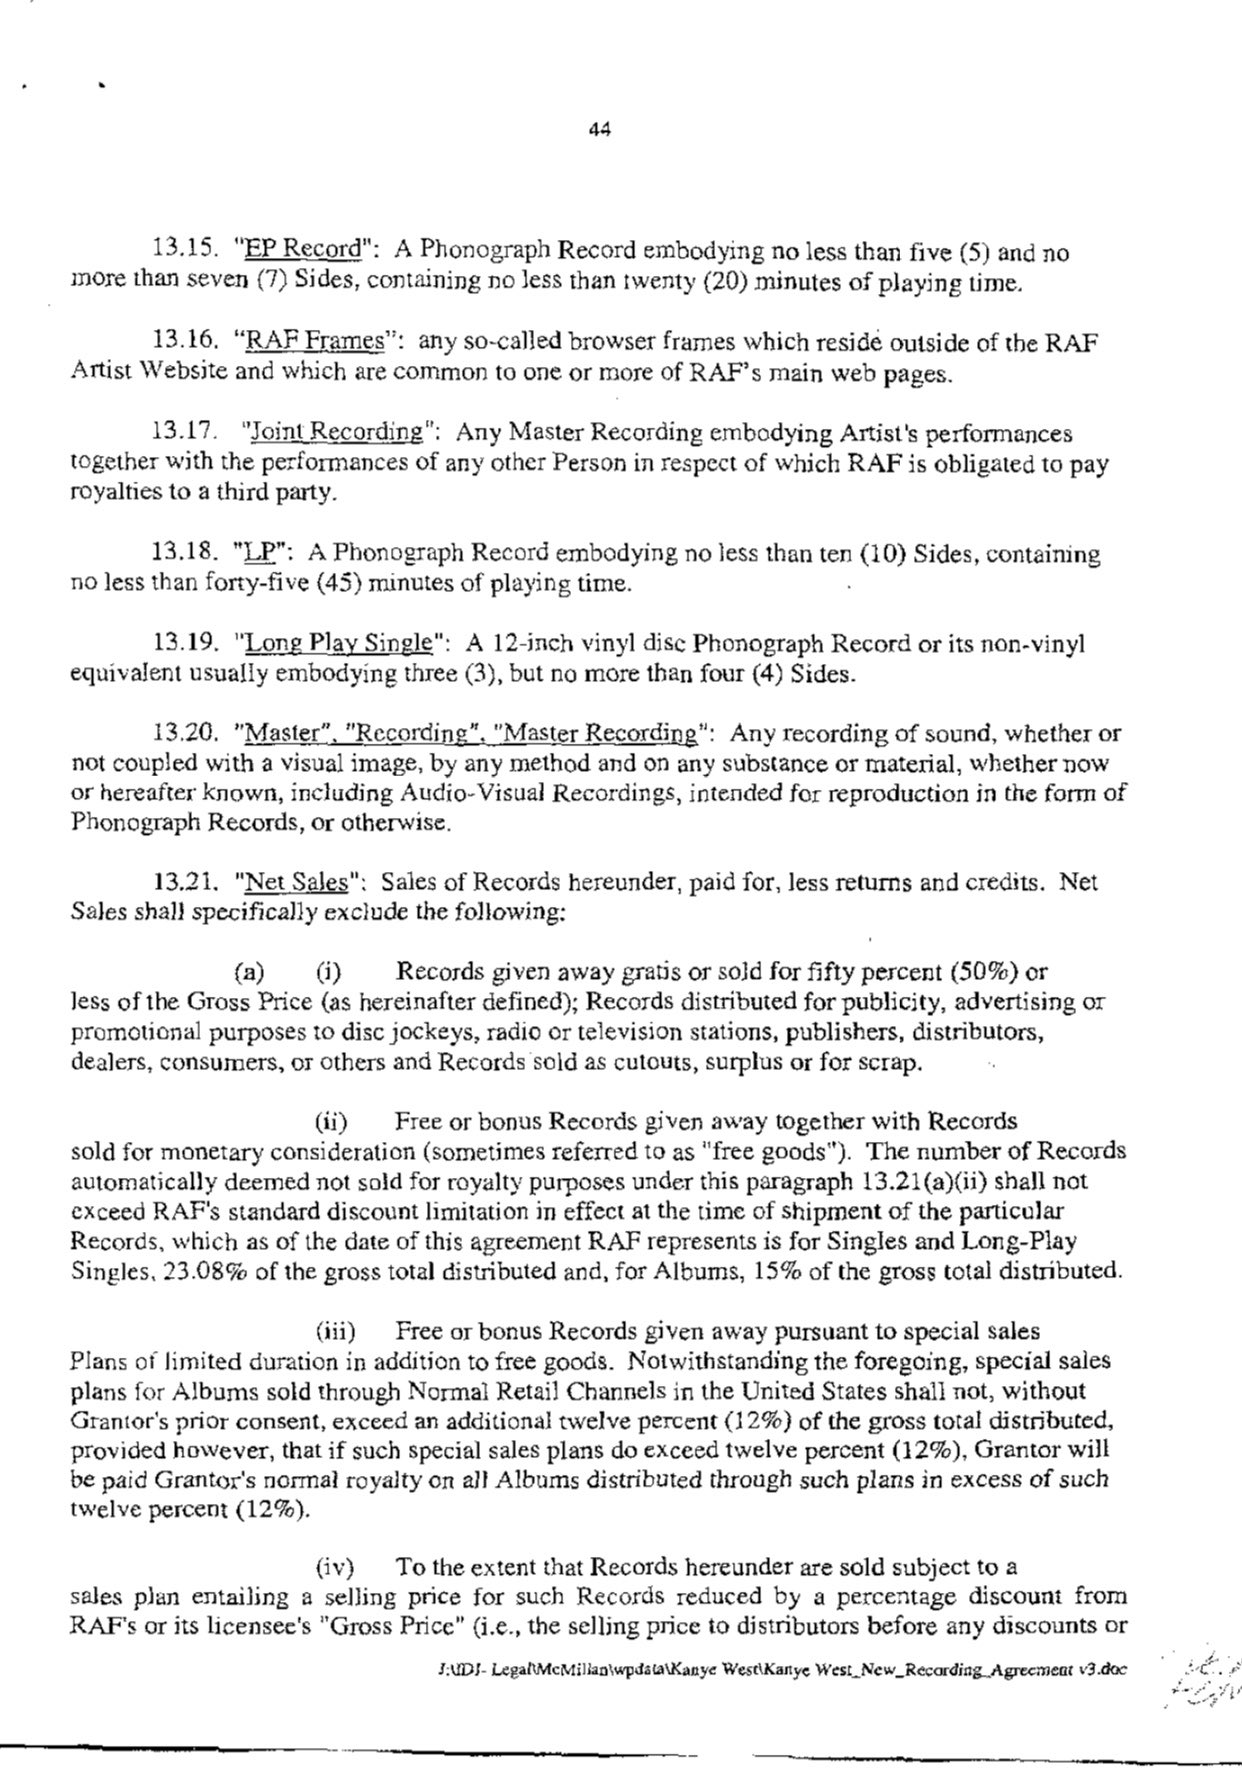 44
13.15. "EP Record": A Phonograph Record embodying no less than five (5) and no
more than seven (7) Sides, containing no less than twenty (20) minutes of playing time.
13.16. “RAF Frames”: any so-called browser frames which reside outside of the RAF
Artist Website and which are common to one or more of RAF’s main web pages.
13.17. "Joint Recording": Any Master Recording embodying Artist's performances
together with the performances of any other Person in respect of which RAF is obligated to pay
royalties to a third party.
13.18. "LP": A Phonograph Record embodying no less than ten (10) Sides, containing
no less than forty-five (45) minutes of playing time.
13.19. "Long Play Single": A 12-inch vinyl disc Phonograph Record or its non-vinyl
equivalent usually embodying three (3), but no more than four (4) Sides.
13.20. "Master", "Recording", "Master Recording": Any recording of sound, whether or
not coupled with a visual image, by any method and on any substance or material, whether now
or hereafter known, including Audio-Visual Recordings, intended for reproduction in the form of
Phonograph Records, or otherwise.
13.21. "Net Sales": Sales of Records hereunder, paid for, less returns and credits. Net
Sales shall specifically exclude the following:
(a) (i) Records given away gratis or sold for fifty percent (50%) or
less of the Gross Price (as hereinafter defined); Records distributed for publicity, advertising or
promotional purposes to disc jockeys, radio or television stations, publishers, distributors,
dealers, consumers, or others and Records sold as cutouts, surplus or for scrap.
(ii) Free or bonus Records given away together with Records
sold for monetary consideration (sometimes referred to as "free goods"). The number of Records
automatically deemed not sold for royalty purposes under this paragraph 13.21(a)(ii) shall not
exceed RAF's standard discount limitation in effect at the time of shipment of the particular
Records, which as of the date of this agreement RAF represents is for Singles and Long-Play
Singles, 23.08% of the gross total distributed and, for Albums, 15% of the gross total distributed.
(iii) Free or bonus Records given away pursuant to special sales
Plans of limited duration in addition to free goods. Notwithstanding the foregoing, special sales
plans for Albums sold through Normal Retail Channels in the United States shall not, without
Grantor's prior consent, exceed an additional twelve percent (12%) of the gross total distributed,
provided however, that if such special sales plans do exceed twelve percent (12%), Grantor will
be paid Grantor's normal royalty on all Albums distributed through such plans in excess of such
twelve percent (12%).
(iv) To the extent that Records hereunder are sold subject to a
sales plan entailing a selling price for such Records reduced by a percentage discount from
RAF's or its licensee's "Gross Price" (i.e., the selling price to distributors before any discounts or
J:\IDJ- Legal\McMillan\wpdata\Kanye West\Kanye West_New_Recording_Agreement v3.doc